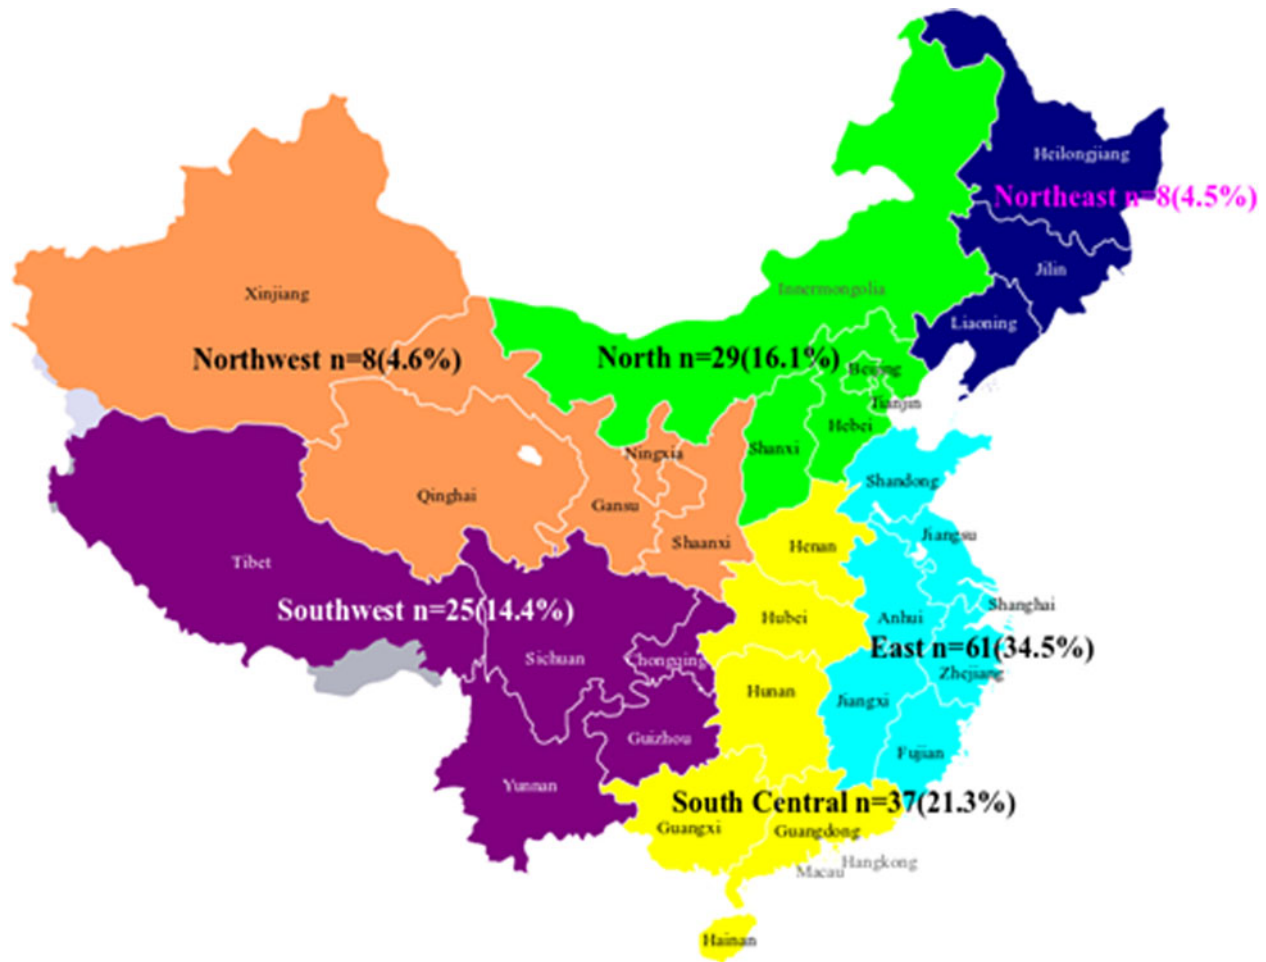 Heilongjiang
Northeast n=8(4.5%)
Jilin
Innermongolia
Xinjiang
Liaoning
Northwest n=8(4.6%)
North n=29(16.1%)
Beijing
Tianjin
Hebei
Shanxi
Ningxia
Shandong
Qinghai
Gansu
Jiangsu
Shaanxi
Henan
Tibet
Shanghai
Southwest n=25(14.4%)
Hubei
Anhui
East n=61(34.5%)
Sichuan
Chongqing
Zhejiang
Hunan
Jiangxi
Guizhou
Fujian
Yunnan
South Central n=37(21.3%)
Guangxi
Guangdong
Hangkong
Macau
Hainan